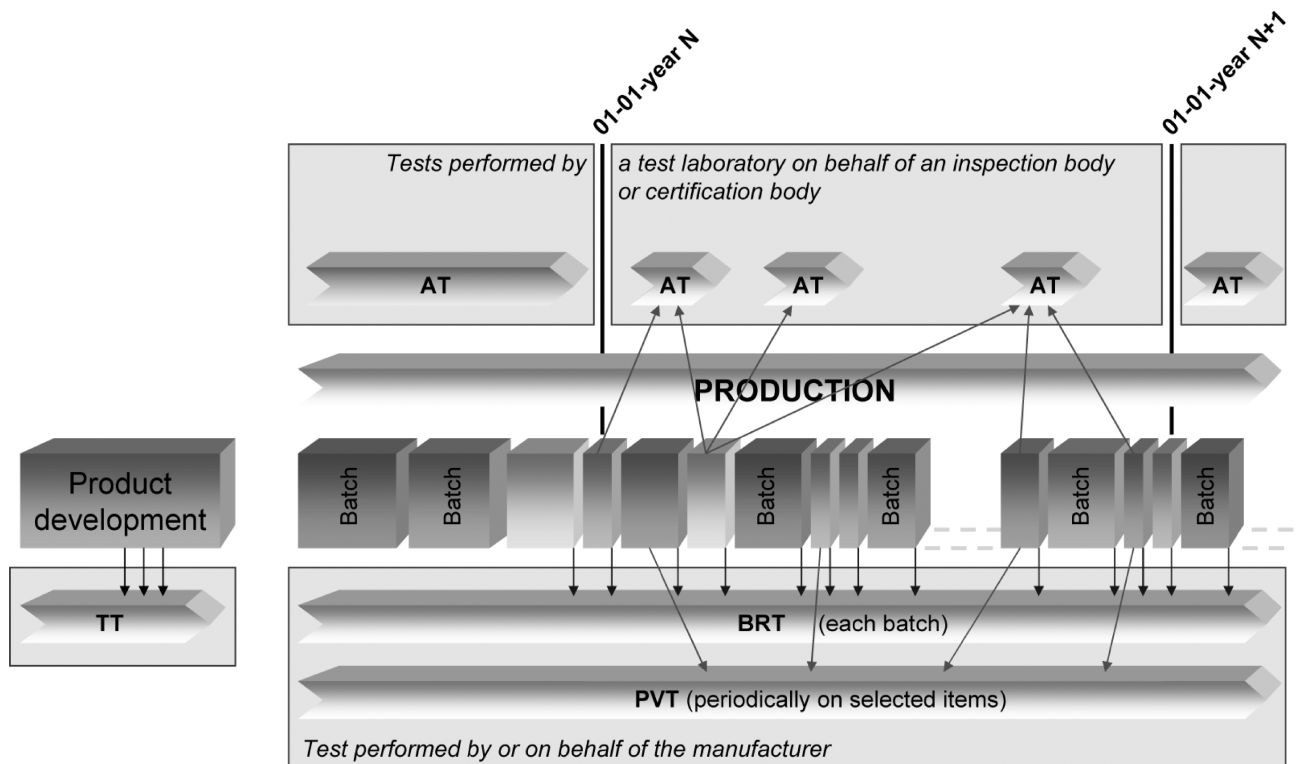 01-01-year N
01-01-year N+1
Tests performed by
a test laboratory on behalf of an inspection body
or certification body
AT
AT
AT
AT
AT
PRODUCTION
Product
development
Batch
Batch
Batch
Batch
Batch
Batch
TT
BRT (each batch)
PVT (periodically on selected items)
Test performed by or on behalf of the manufacturer